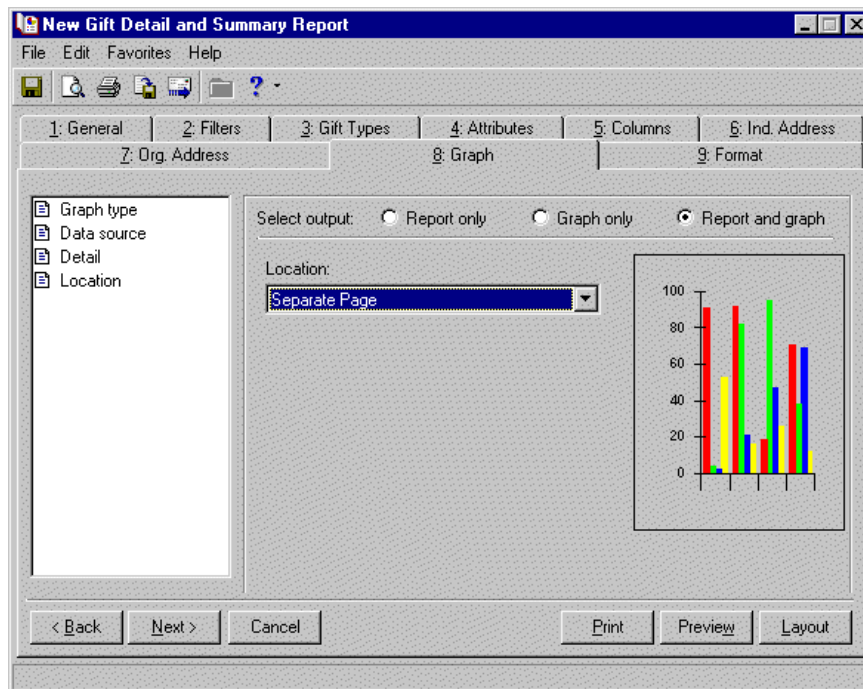 New Gift Detail and Summary Report
File Edit Favorites Help
1: General 2: Filters 3: Gift Types 4: Attributes 5: Columns 6: Ind. Address
7: Org. Address 8: Graph 9: Format
Graph type
Data source
Detail
Location
Select output: Report only Graph only Report and graph
Location:
Separate Page
100
80
60
40
20
0
< Back Next > Cancel Print Preview Layout